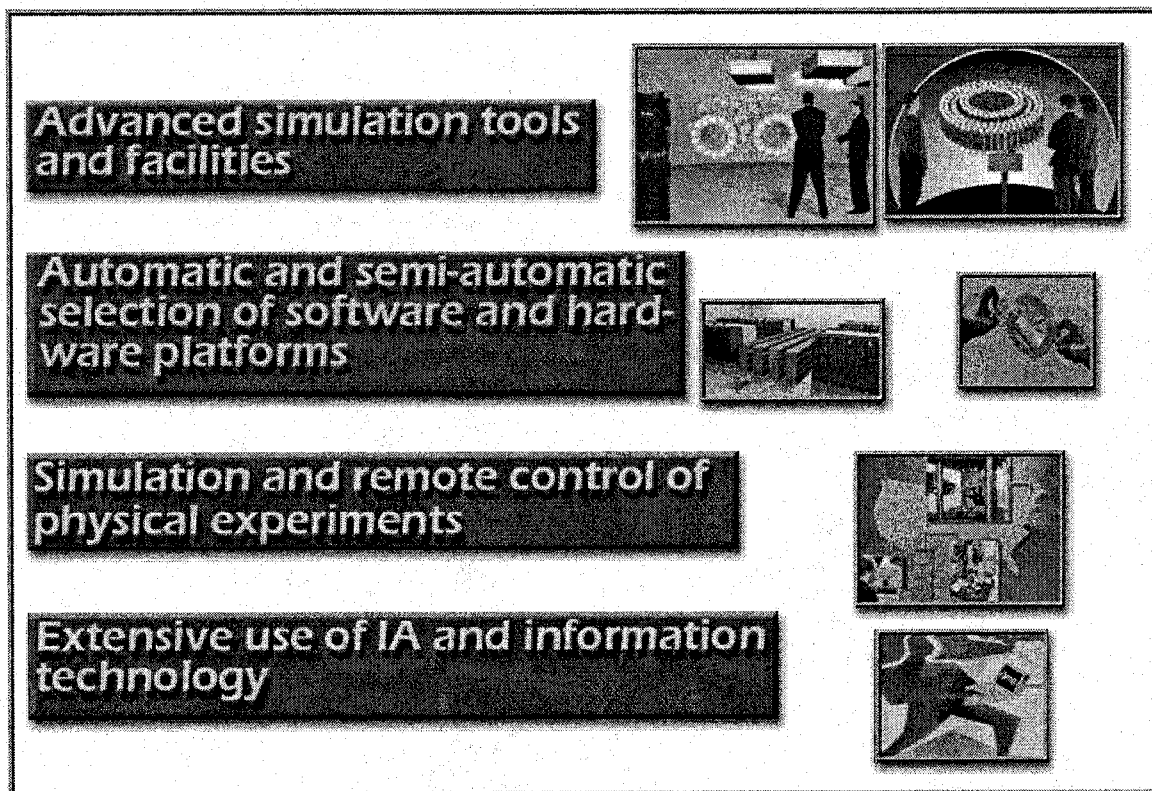 Advanced simulation tools
and facilities
Automatic and semi-automatic
selection of software and hard-
ware platforms
Simulation and remote control of
physical experiments
Extensive use of IA and information
technology